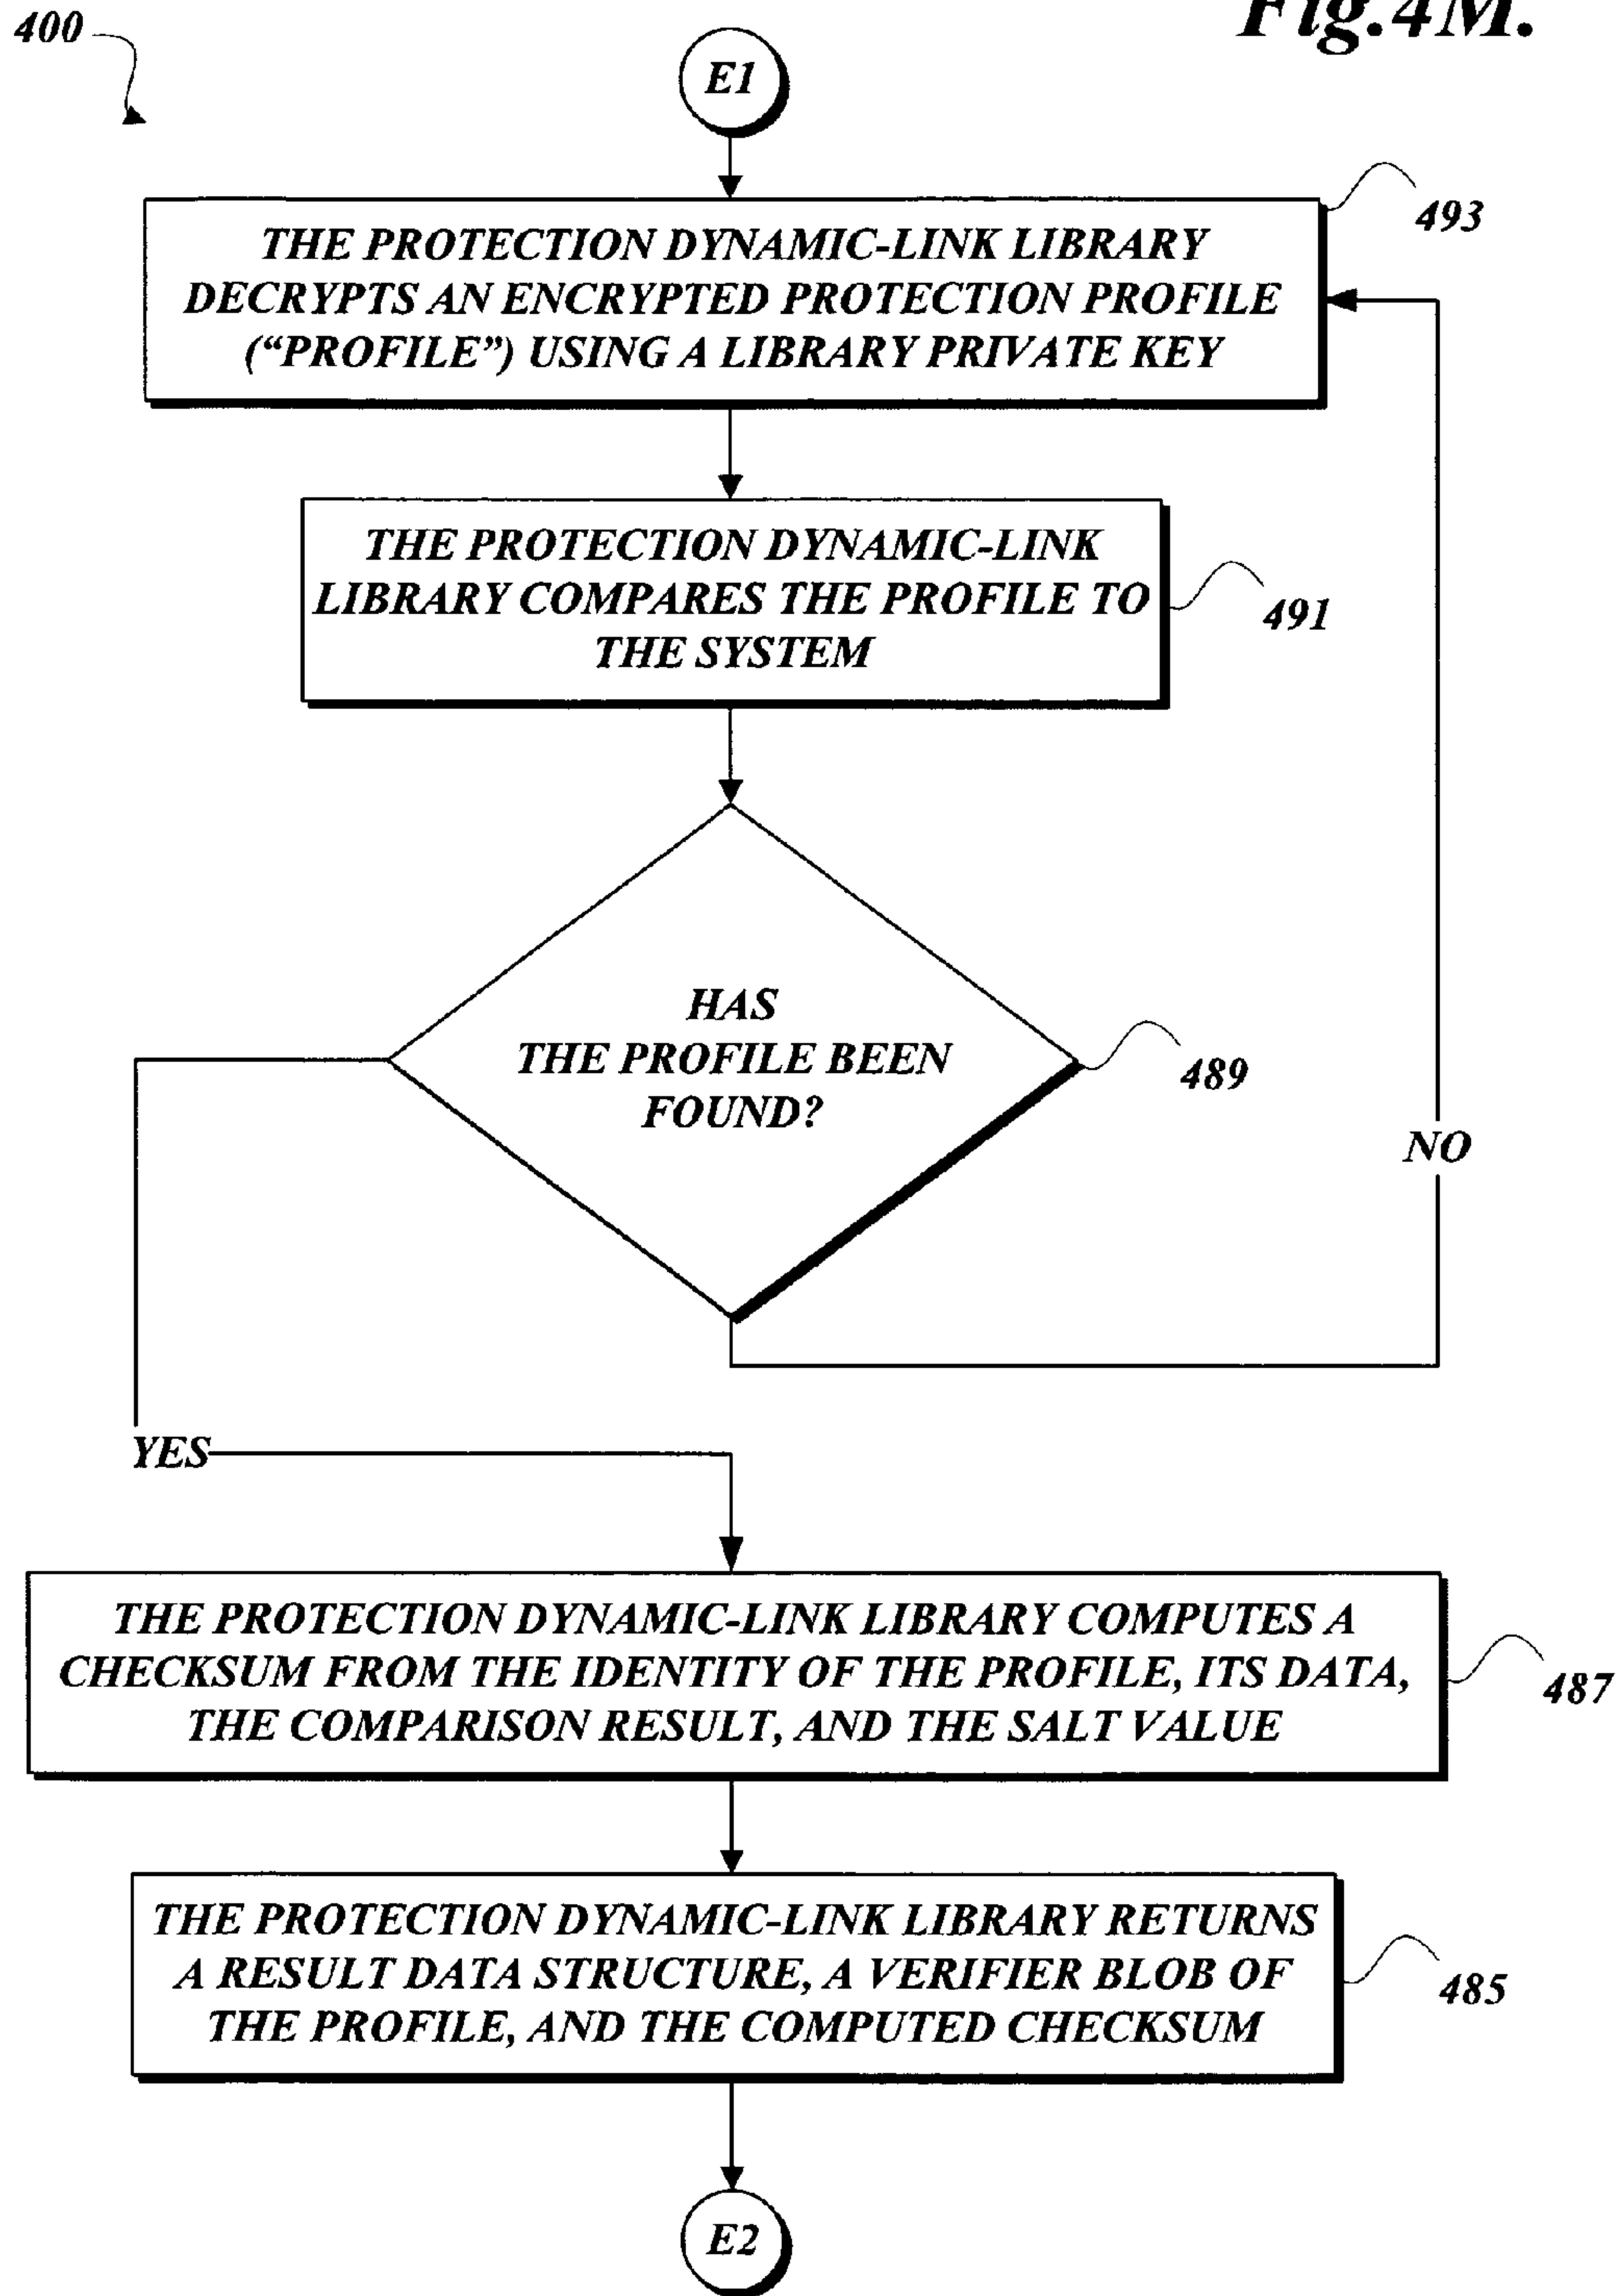 Fig.4M.
400
E1
THE PROTECTION DYNAMIC-LINK LIBRARY
DECRYPTS AN ENCRYPTED PROTECTION PROFILE
(“PROFILE”) USING A LIBRARY PRIVATE KEY
493
THE PROTECTION DYNAMIC-LINK
LIBRARY COMPARES THE PROFILE TO
THE SYSTEM
491
HAS
THE PROFILE BEEN
FOUND?
489
NO
YES
THE PROTECTION DYNAMIC-LINK LIBRARY COMPUTES A
CHECKSUM FROM THE IDENTITY OF THE PROFILE, ITS DATA,
THE COMPARISON RESULT, AND THE SALT VALUE
487
THE PROTECTION DYNAMIC-LINK LIBRARY RETURNS
A RESULT DATA STRUCTURE, A VERIFIER BLOB OF
THE PROFILE, AND THE COMPUTED CHECKSUM
485
E2